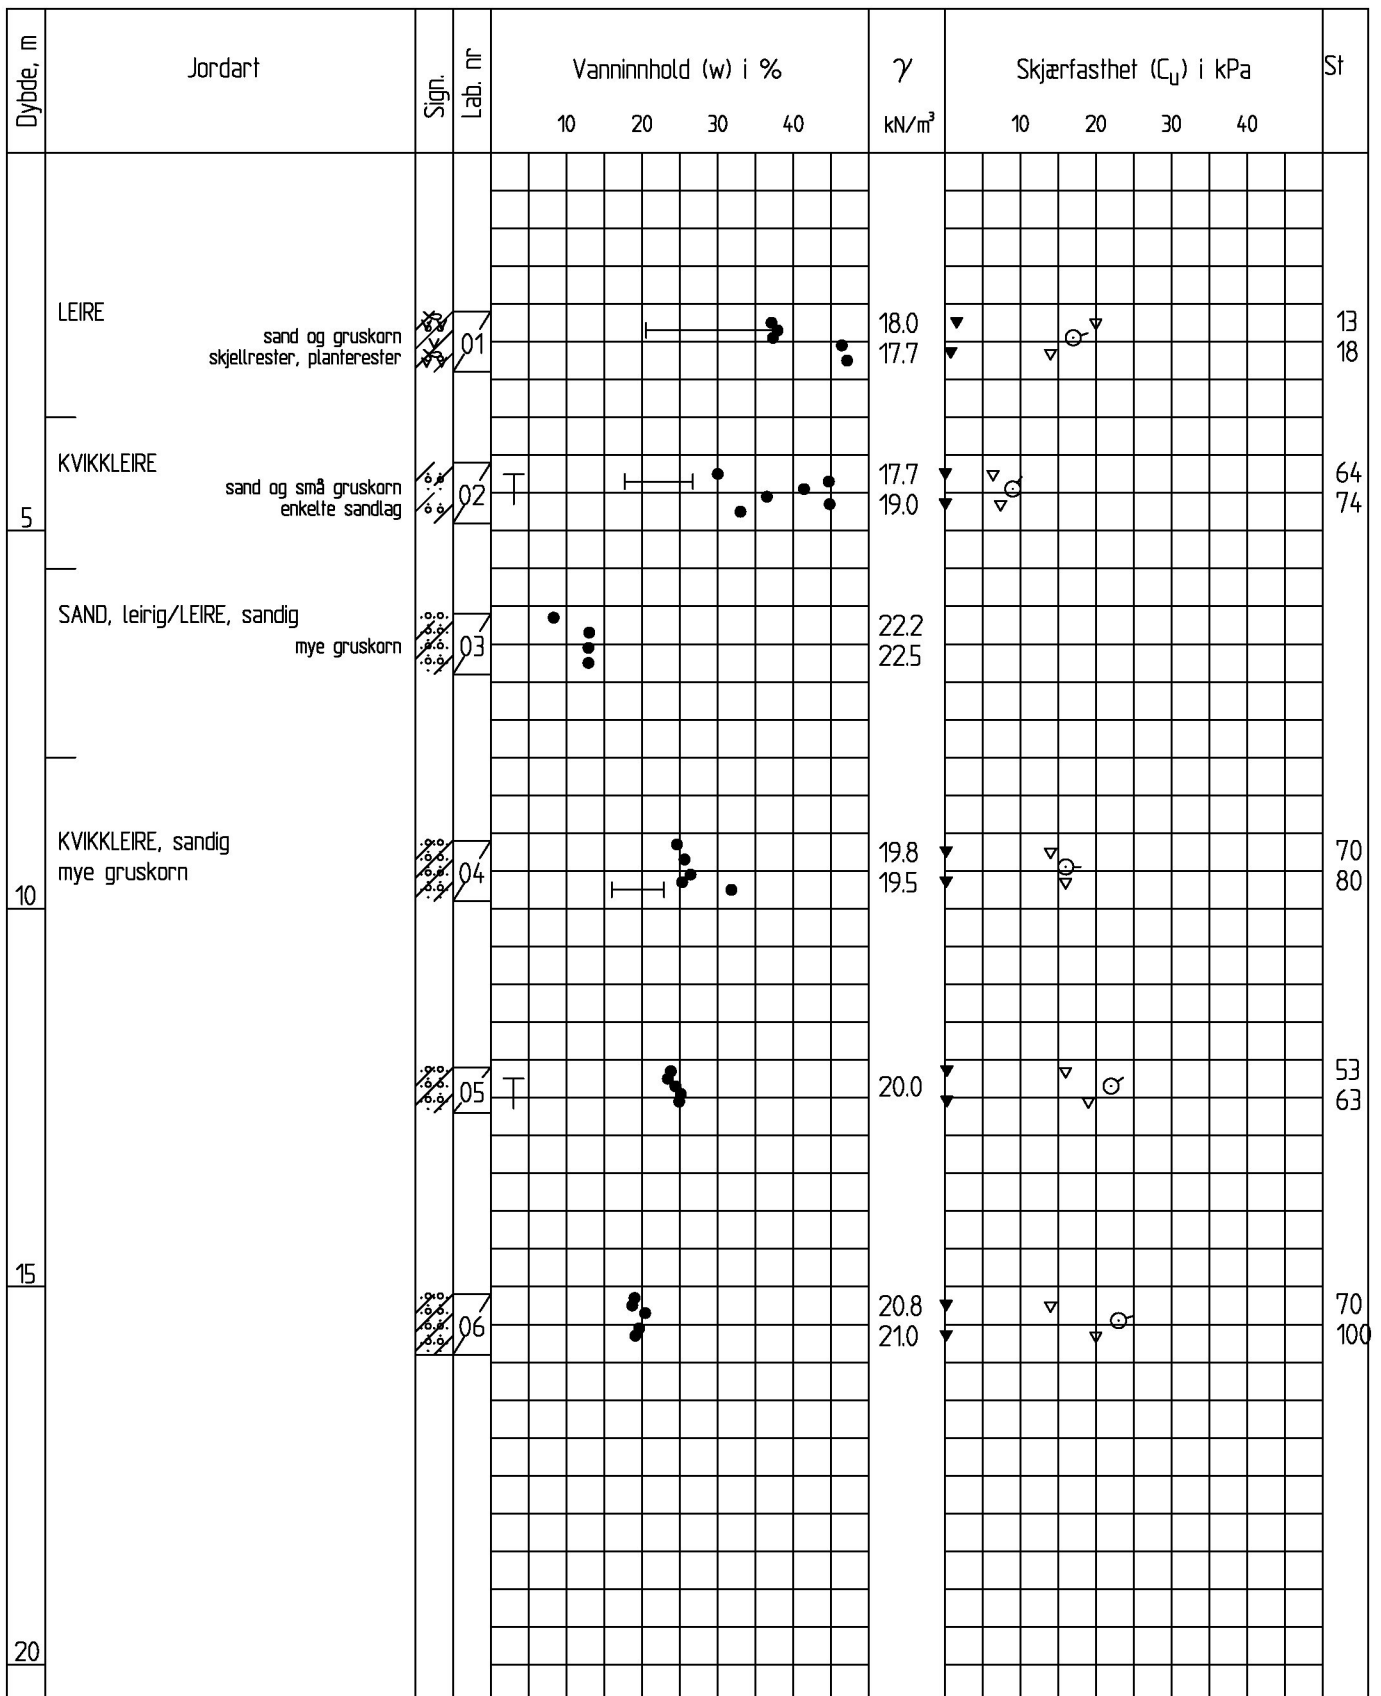 Dybde, m
Jordart
Sign.
Lab. nr
Vanninnhold (w) i %
10 20 30 40
γ
kN/m³
Skjærfasthet (Cu) i kPa
10 20 30 40
St
LEIRE
sand og gruskorn
skjellrester, planterester
01
18.0
17.7
13
18
KVIKKLEIRE
sand og små gruskorn
enkelte sandlag
02
T
17.7
19.0
64
74
5
SAND, leirig/LEIRE, sandig
mye gruskorn
03
22.2
22.5
KVIKKLEIRE, sandig
mye gruskorn
04
19.8
19.5
70
80
10
05
T
20.0
53
63
15
06
20.8
21.0
70
100
20